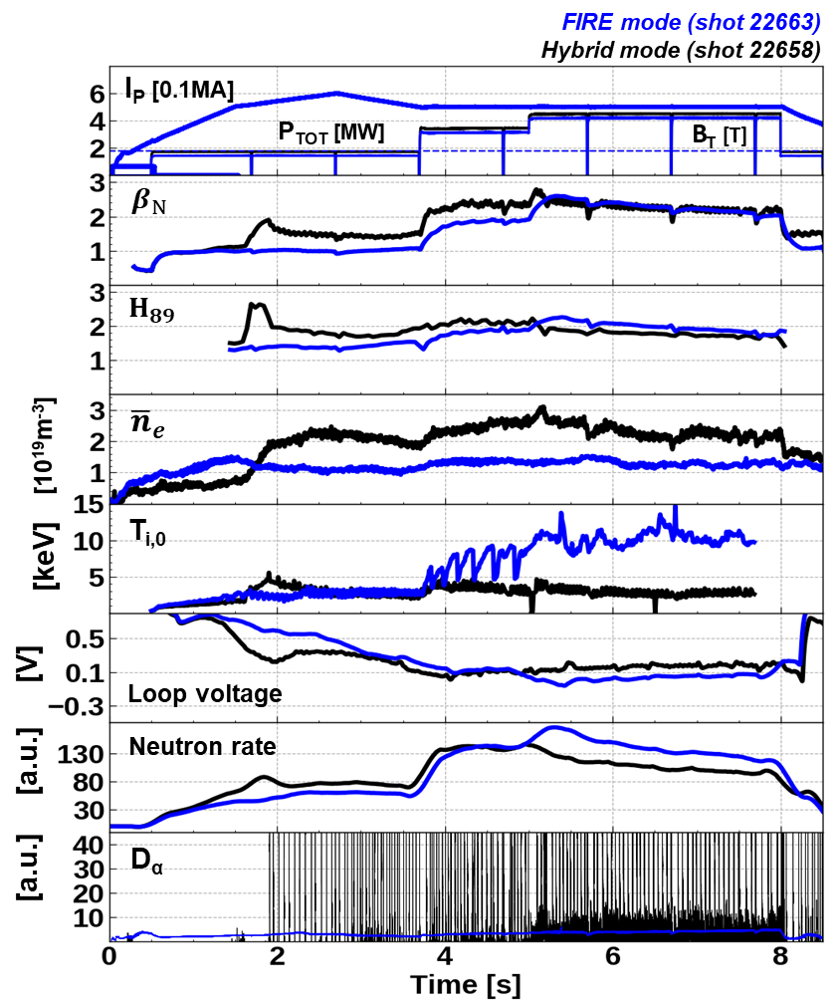 FIRE mode (shot 22663)
Hybrid mode (shot 22658)
I_P [0.1MA]
P_TOT [MW]
B_T [T]
6
4
2
β_N
3
2
1
H_89
3
2
1
n̅_e
[10^19 m^-3]
3
2
1
T_i,0
[keV]
15
10
5
Loop voltage
[V]
0.5
0.1
−0.3
Neutron rate
[a.u.]
130
80
30
D_α
[a.u.]
40
30
20
10
0 2 4 6 8
Time [s]